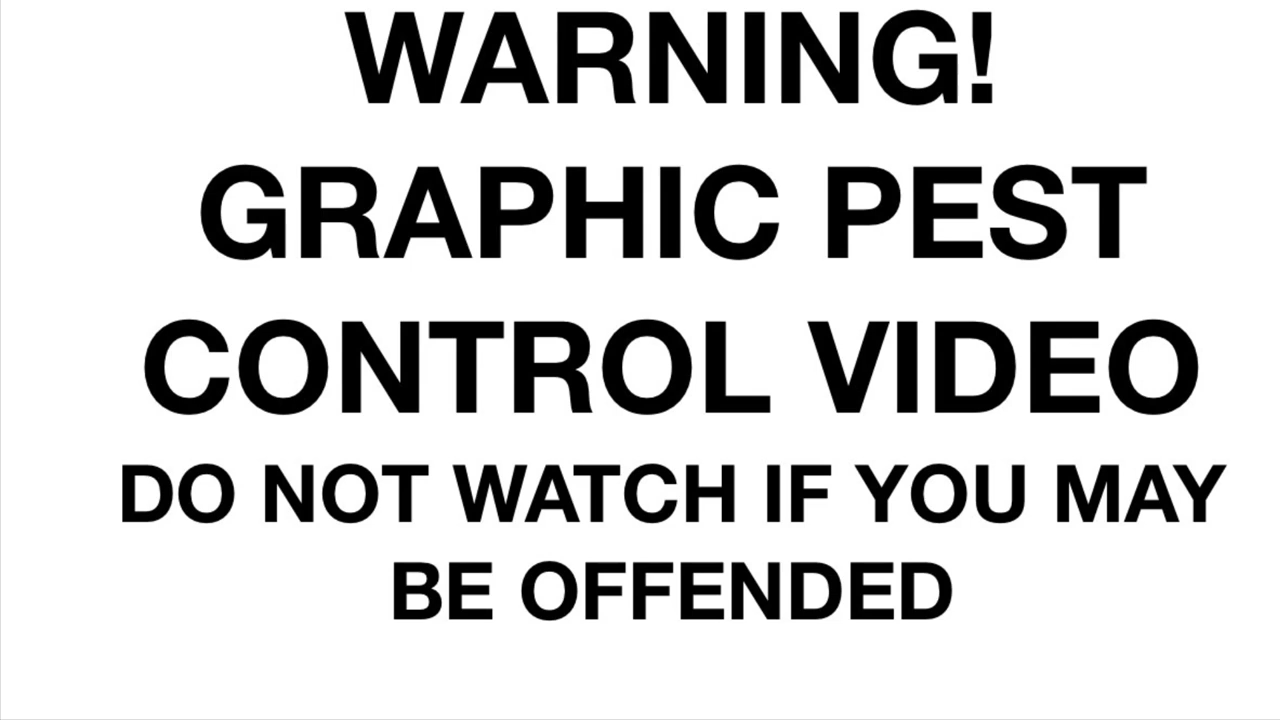 WARNING!
GRAPHIC PEST
CONTROL VIDEO
DO NOT WATCH IF YOU MAY
BE OFFENDED